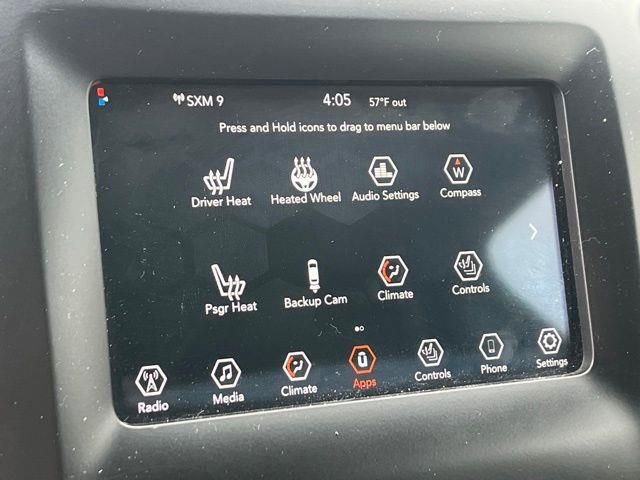 SXM 9 4:05 57°F out
Press and Hold icons to drag to menu bar below
Driver Heat Heated Wheel Audio Settings W Compass
Psgr Heat Backup Cam Climate Controls
Radio Media Climate Apps Controls Phone Settings